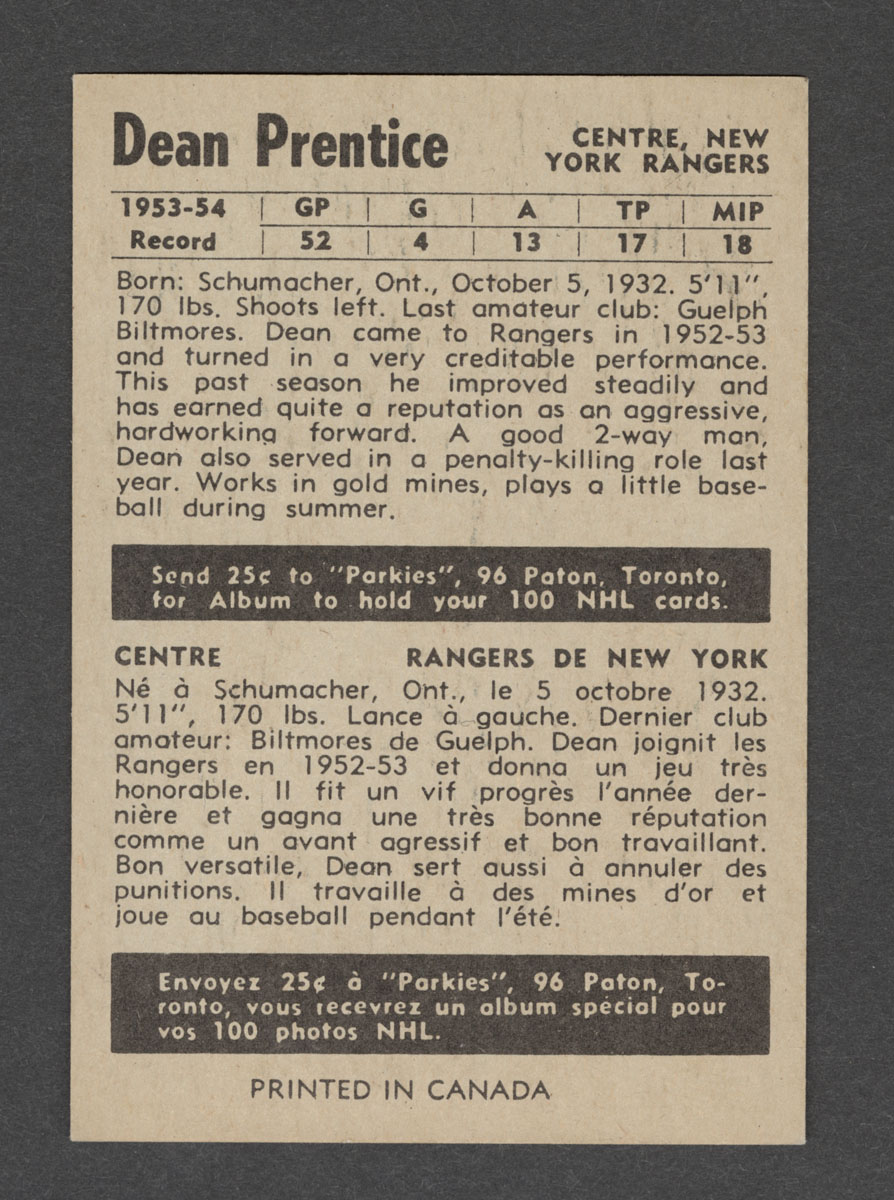 Dean Prentice
CENTRE, NEW
YORK RANGERS
1953-54 | GP | G | A | TP | MIP
Record | 52 | 4 | 13 | 17 | 18
Born: Schumacher, Ont., October 5, 1932. 5'11",
170 lbs. Shoots left. Last amateur club: Guelph
Biltmores. Dean came to Rangers in 1952-53
and turned in a very creditable performance.
This past season he improved steadily and
has earned quite a reputation as an aggressive,
hardworking forward. A good 2-way man,
Dean also served in a penalty-killing role last
year. Works in gold mines, plays a little base-
ball during summer.
Send 25¢ to "Parkies", 96 Paton, Toronto,
for Album to hold your 100 NHL cards.
CENTRE RANGERS DE NEW YORK
Né à Schumacher, Ont., le 5 octobre 1932.
5'11", 170 lbs. Lance à gauche. Dernier club
amateur: Biltmores de Guelph. Dean joignit les
Rangers en 1952-53 et donna un jeu très
honorable. Il fit un vif progrès l'année der-
nière et gagna une très bonne réputation
comme un avant agressif et bon travaillant.
Bon versatile, Dean sert aussi à annuler des
punitions. Il travaille à des mines d'or et
joue au baseball pendant l'été.
Envoyez 25¢ à "Parkies", 96 Paton, To-
ronto, vous recevrez un album spécial pour
vos 100 photos NHL.
PRINTED IN CANADA